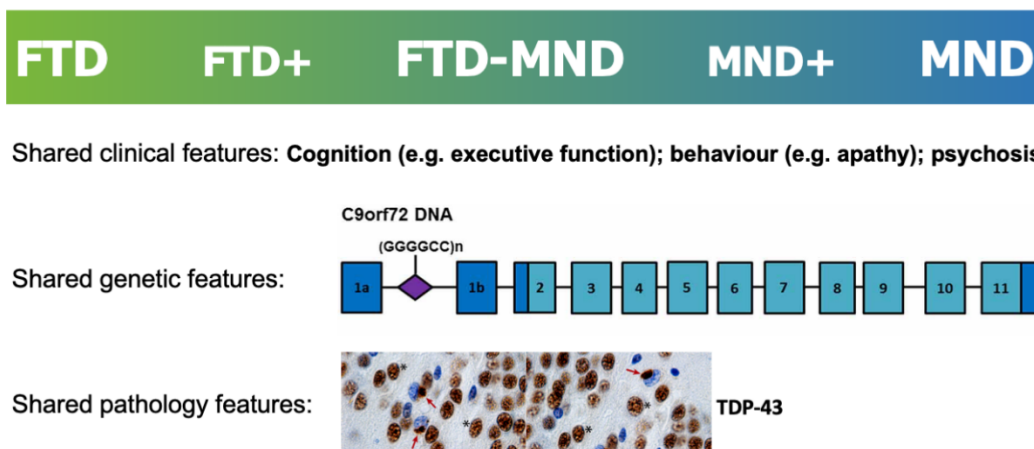 FTD FTD+ FTD-MND MND+ MND
Shared clinical features: Cognition (e.g. executive function); behaviour (e.g. apathy); psychosis
C9orf72 DNA
(GGGGCC)n
Shared genetic features:
1a 1b 2 3 4 5 6 7 8 9 10 11
* * * *
Shared pathology features:
TDP-43